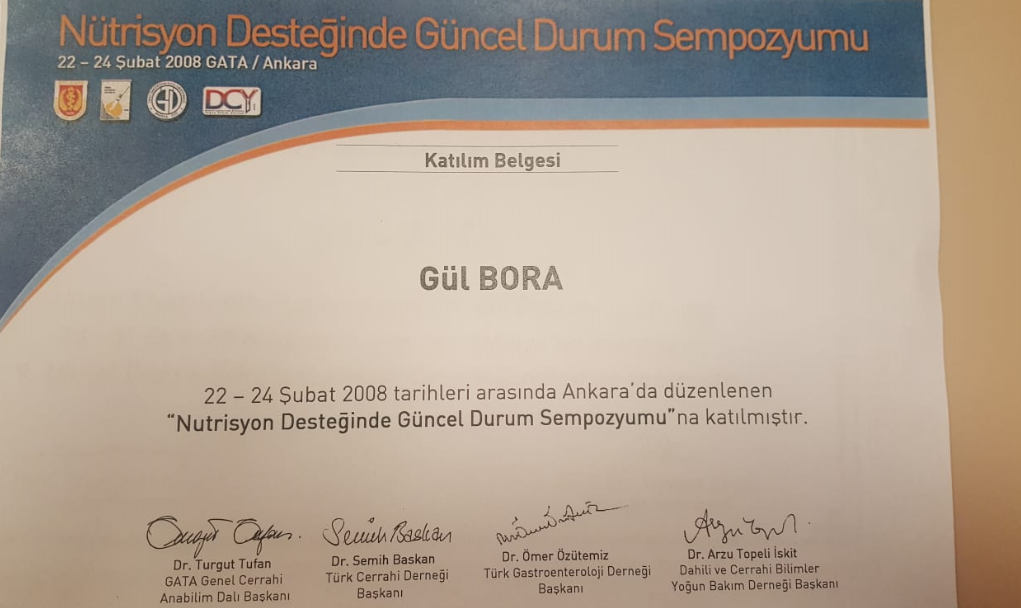 Nütrisyon Desteğinde Güncel Durum Sempozyumu
22 – 24 Şubat 2008 GATA / Ankara
DCY
Katılım Belgesi
Gül BORA
22 – 24 Şubat 2008 tarihleri arasında Ankara'da düzenlenen
"Nutrisyon Desteğinde Güncel Durum Sempozyumu"na katılmıştır.
Dr. Turgut Tufan
GATA Genel Cerrahi
Anabilim Dalı Başkanı
Semih Baskan
Dr. Semih Baskan
Türk Cerrahi Derneği
Başkanı
Dr. Ömer Özütemiz
Türk Gastroenteroloji Derneği
Başkanı
Dr. Arzu Topeli İskit
Dahili ve Cerrahi Bilimler
Yoğun Bakım Derneği Başkanı